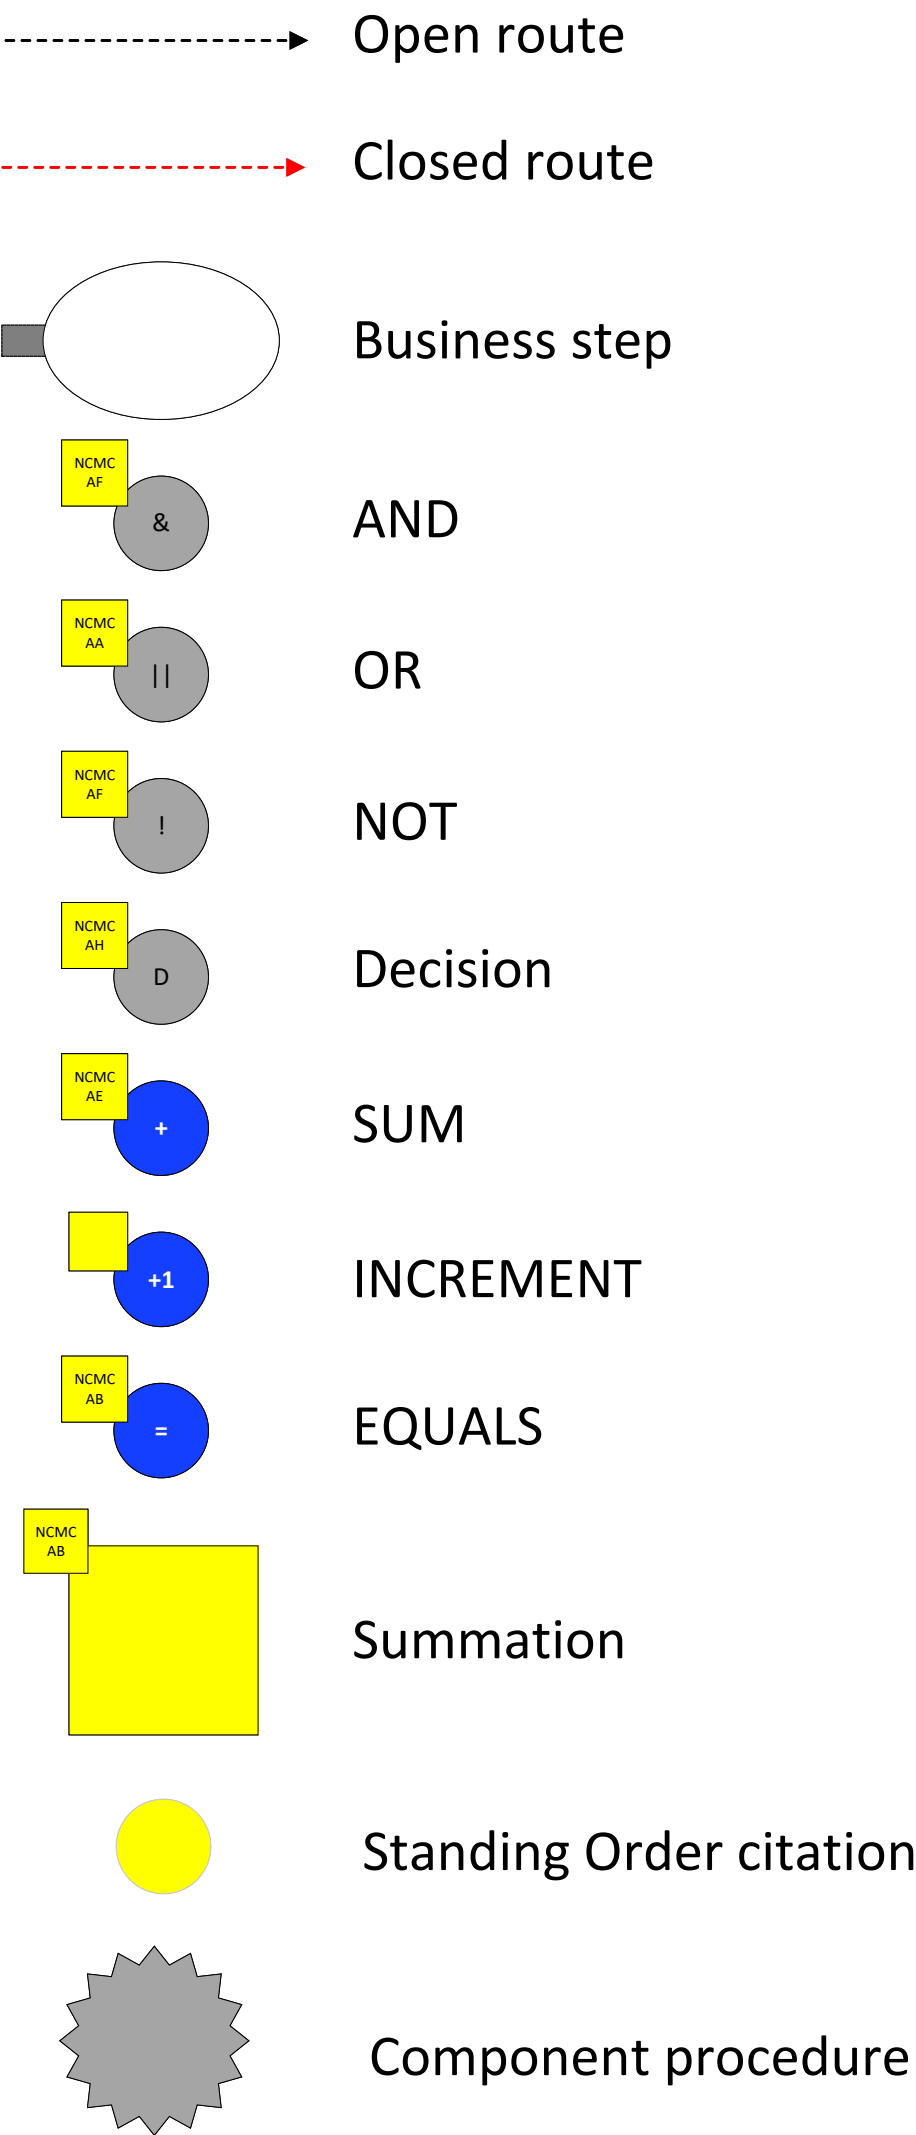 Open route
Closed route
Business step
NCMC
AF
&
AND
NCMC
AA
||
OR
NCMC
AF
!
NOT
NCMC
AH
D
Decision
NCMC
AE
+
SUM
+1
INCREMENT
NCMC
AB
=
EQUALS
NCMC
AB
Summation
Standing Order citation
Component procedure